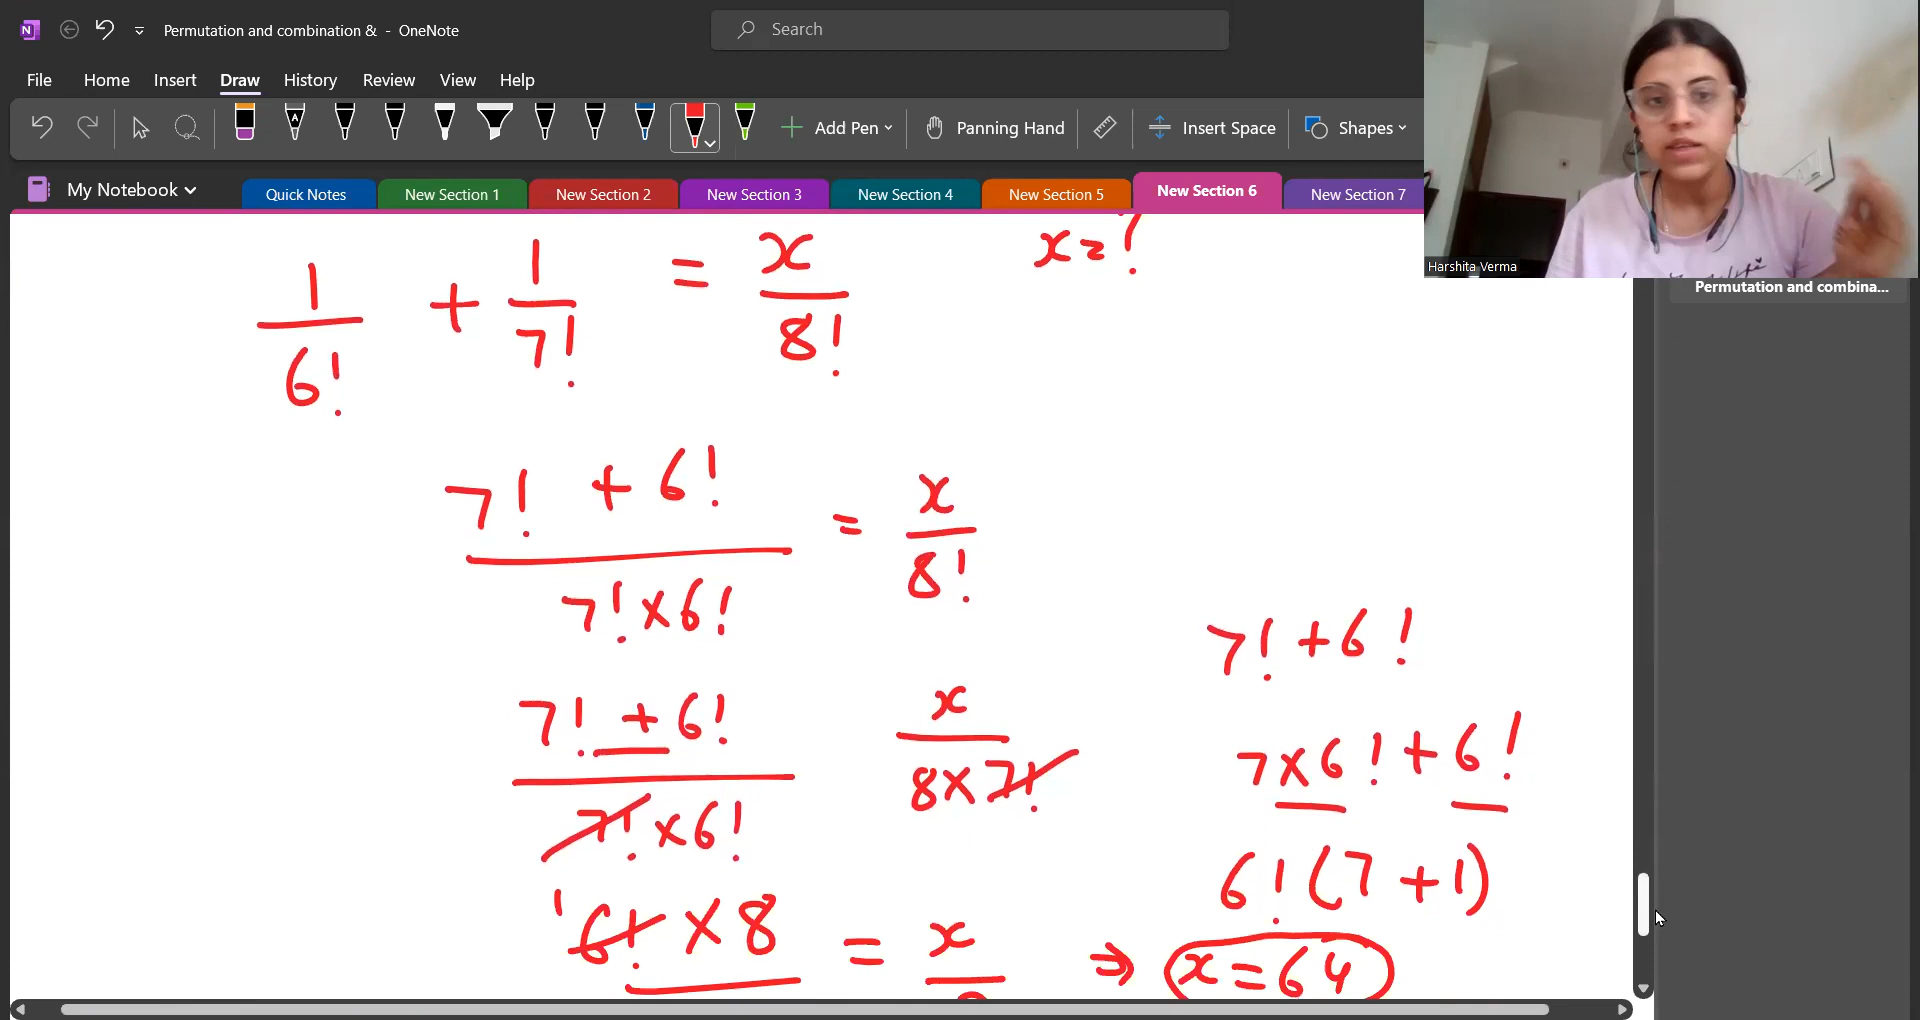 Permutation and combination & - OneNote
Search
File Home Insert Draw History Review View Help
Add Pen Panning Hand Insert Space Shapes
My Notebook Quick Notes New Section 1 New Section 2 New Section 3 New Section 4 New Section 5 New Section 6 New Section 7
Harshita Verma
Permutation and combina...
1/6! + 1/7! = x/8! x = ?
(7! + 6!)/(7! × 6!) = x/8!
7! + 6!
(7! + 6!)/(7! × 6!) x/(8 × 7!)
7 × 6! + 6!
6! (7 + 1)
1 6! × 8 = x ⇒ x = 64